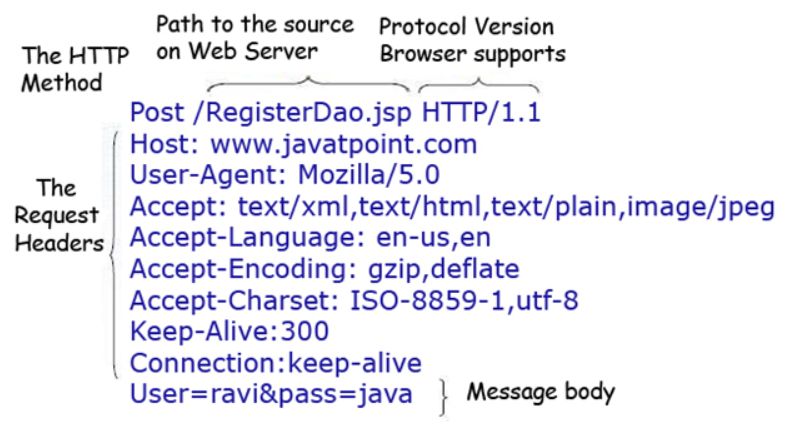 Path to the source
on Web Server
Protocol Version
Browser supports
The HTTP
Method
Post /RegisterDao.jsp HTTP/1.1
Host: www.javatpoint.com
User-Agent: Mozilla/5.0
The
Request
Headers
Accept: text/xml,text/html,text/plain,image/jpeg
Accept-Language: en-us,en
Accept-Encoding: gzip,deflate
Accept-Charset: ISO-8859-1,utf-8
Keep-Alive:300
Connection:keep-alive
User=ravi&pass=java
Message body